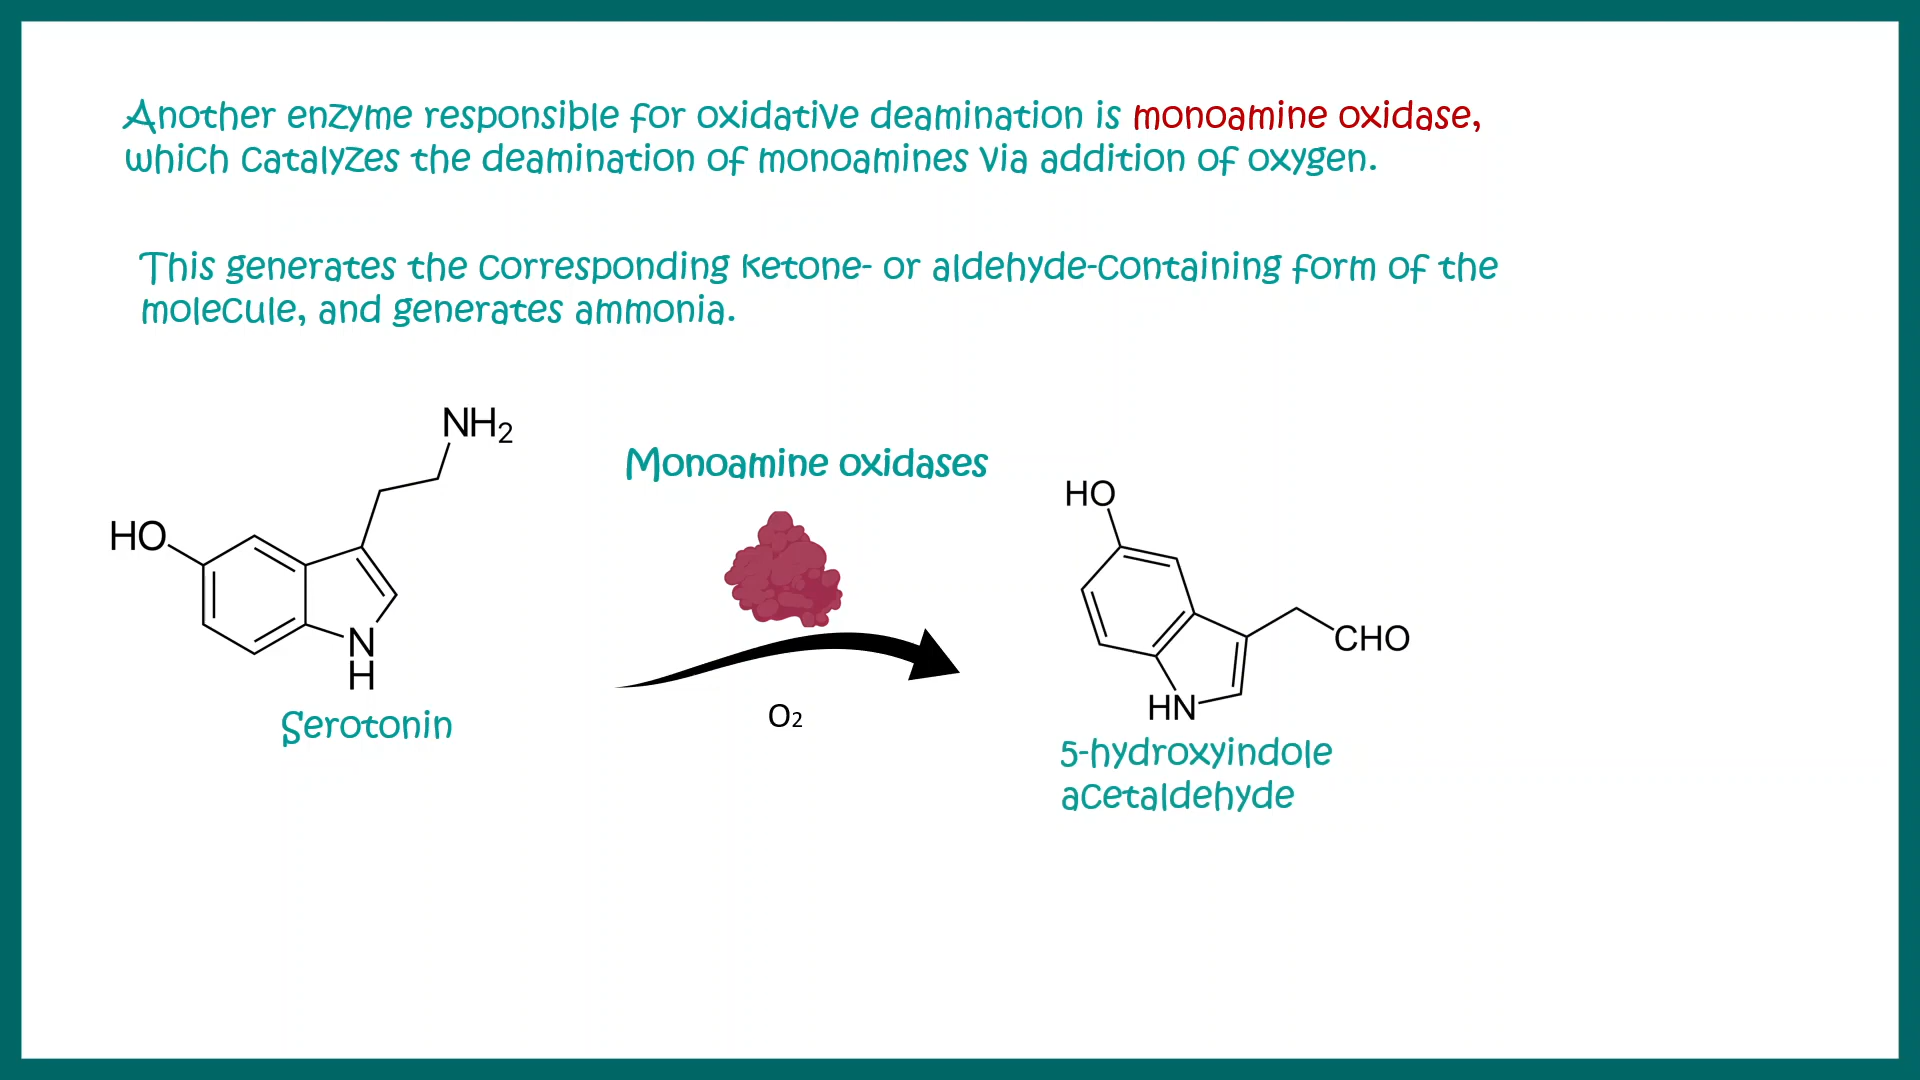 Another enzyme responsible for oxidative deamination is monoamine oxidase,
which catalyzes the deamination of monoamines via addition of oxygen.
This generates the corresponding ketone- or aldehyde-containing form of the
molecule, and generates ammonia.
NH2
HO
N
H
Serotonin
Monoamine oxidases
O2
HO
CHO
HN
5-hydroxyindole
acetaldehyde